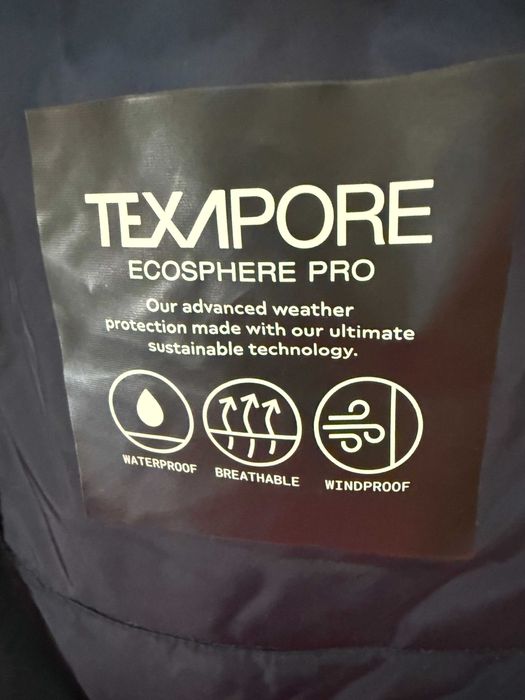 TEXAPORE
ECOSPHERE PRO
Our advanced weather
protection made with our ultimate
sustainable technology.
WATERPROOF BREATHABLE WINDPROOF